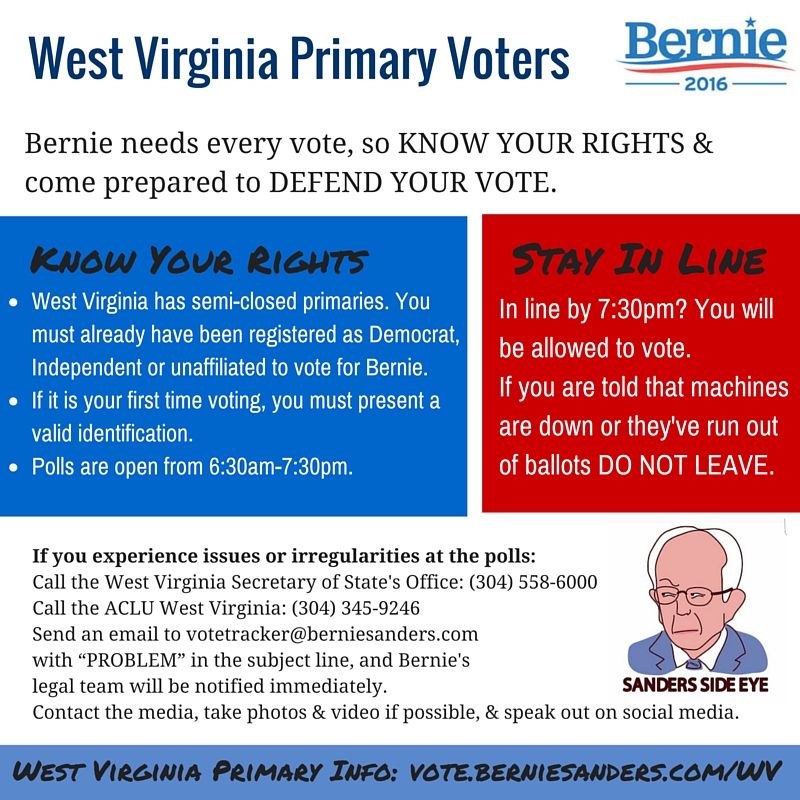 West Virginia Primary Voters
Bernie
2016
Bernie needs every vote, so KNOW YOUR RIGHTS &
come prepared to DEFEND YOUR VOTE.
Know Your Rights
• West Virginia has semi-closed primaries. You
must already have been registered as Democrat,
Independent or unaffiliated to vote for Bernie.
• If it is your first time voting, you must present a
valid identification.
• Polls are open from 6:30am-7:30pm.
Stay In Line
In line by 7:30pm? You will
be allowed to vote.
If you are told that machines
are down or they've run out
of ballots DO NOT LEAVE.
If you experience issues or irregularities at the polls:
Call the West Virginia Secretary of State's Office: (304) 558-6000
Call the ACLU West Virginia: (304) 345-9246
Send an email to votetracker@berniesanders.com
with “PROBLEM” in the subject line, and Bernie's
legal team will be notified immediately.
Contact the media, take photos & video if possible, & speak out on social media.
SANDERS SIDE EYE
West Virginia Primary Info: vote.berniesanders.com/WV